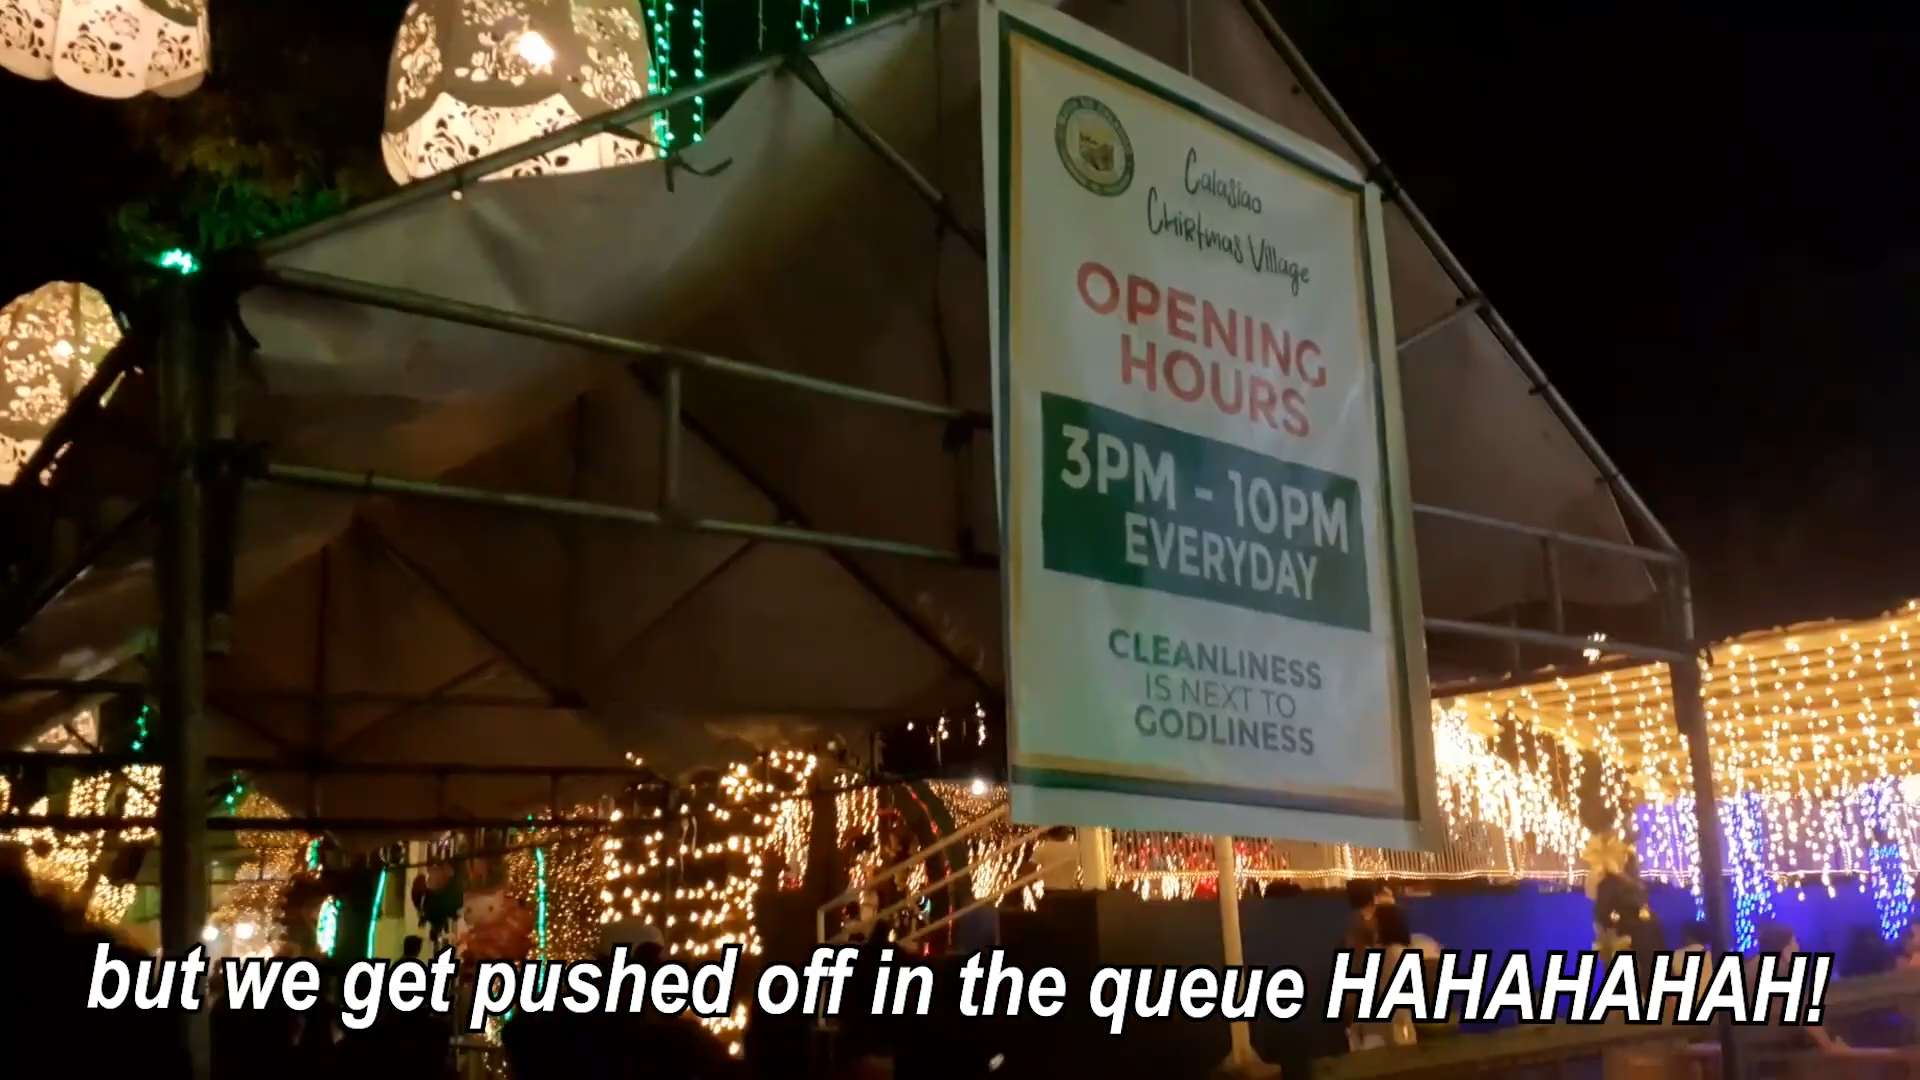 Calasiao
CHiRtmas Village
OPENING
HOURS
3PM - 10PM
EVERYDAY
CLEANLINESS
IS NEXT TO
GODLINESS
but we get pushed off in the queue HAHAHAHAH!